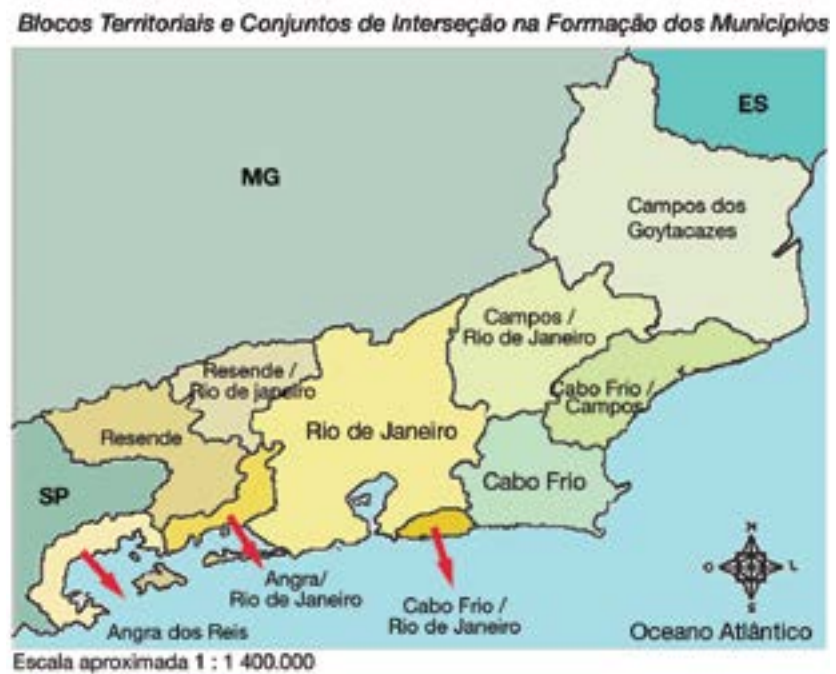 Blocos Territoriais e Conjuntos de Interseção na Formação dos Municípios
ES
MG
Campos dos
Goytacazes
Campos /
Rio de Janeiro
Resende /
Rio de janeiro
Cabo Frio /
Campos
Resende
Rio de Janeiro
Cabo Frio
SP
N
O
L
S
Angra/
Rio de Janeiro
Cabo Frio /
Rio de Janeiro
Angra dos Reis
Oceano Atlântico
Escala aproximada 1 : 1 400.000